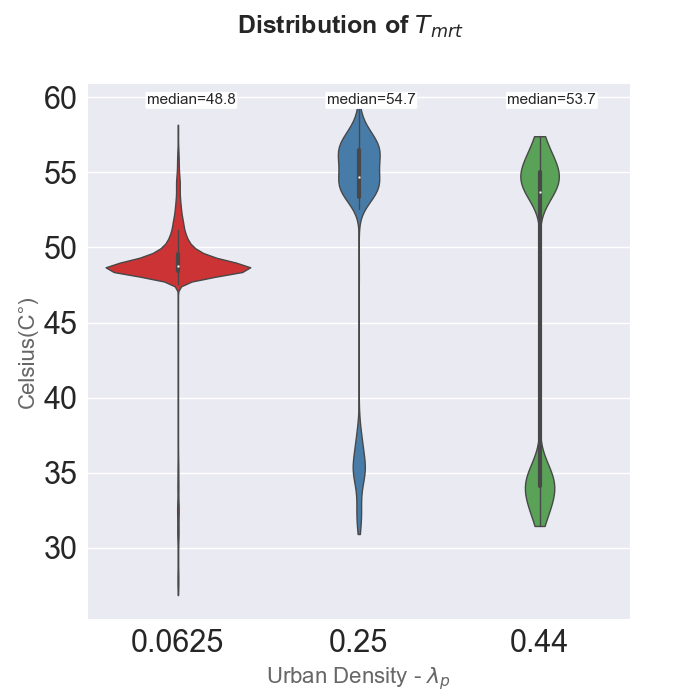 Distribution of T_mrt
median=48.8 median=54.7 median=53.7
60
55
50
45
40
35
30
Celsius(C°)
0.0625 0.25 0.44
Urban Density - λ_p